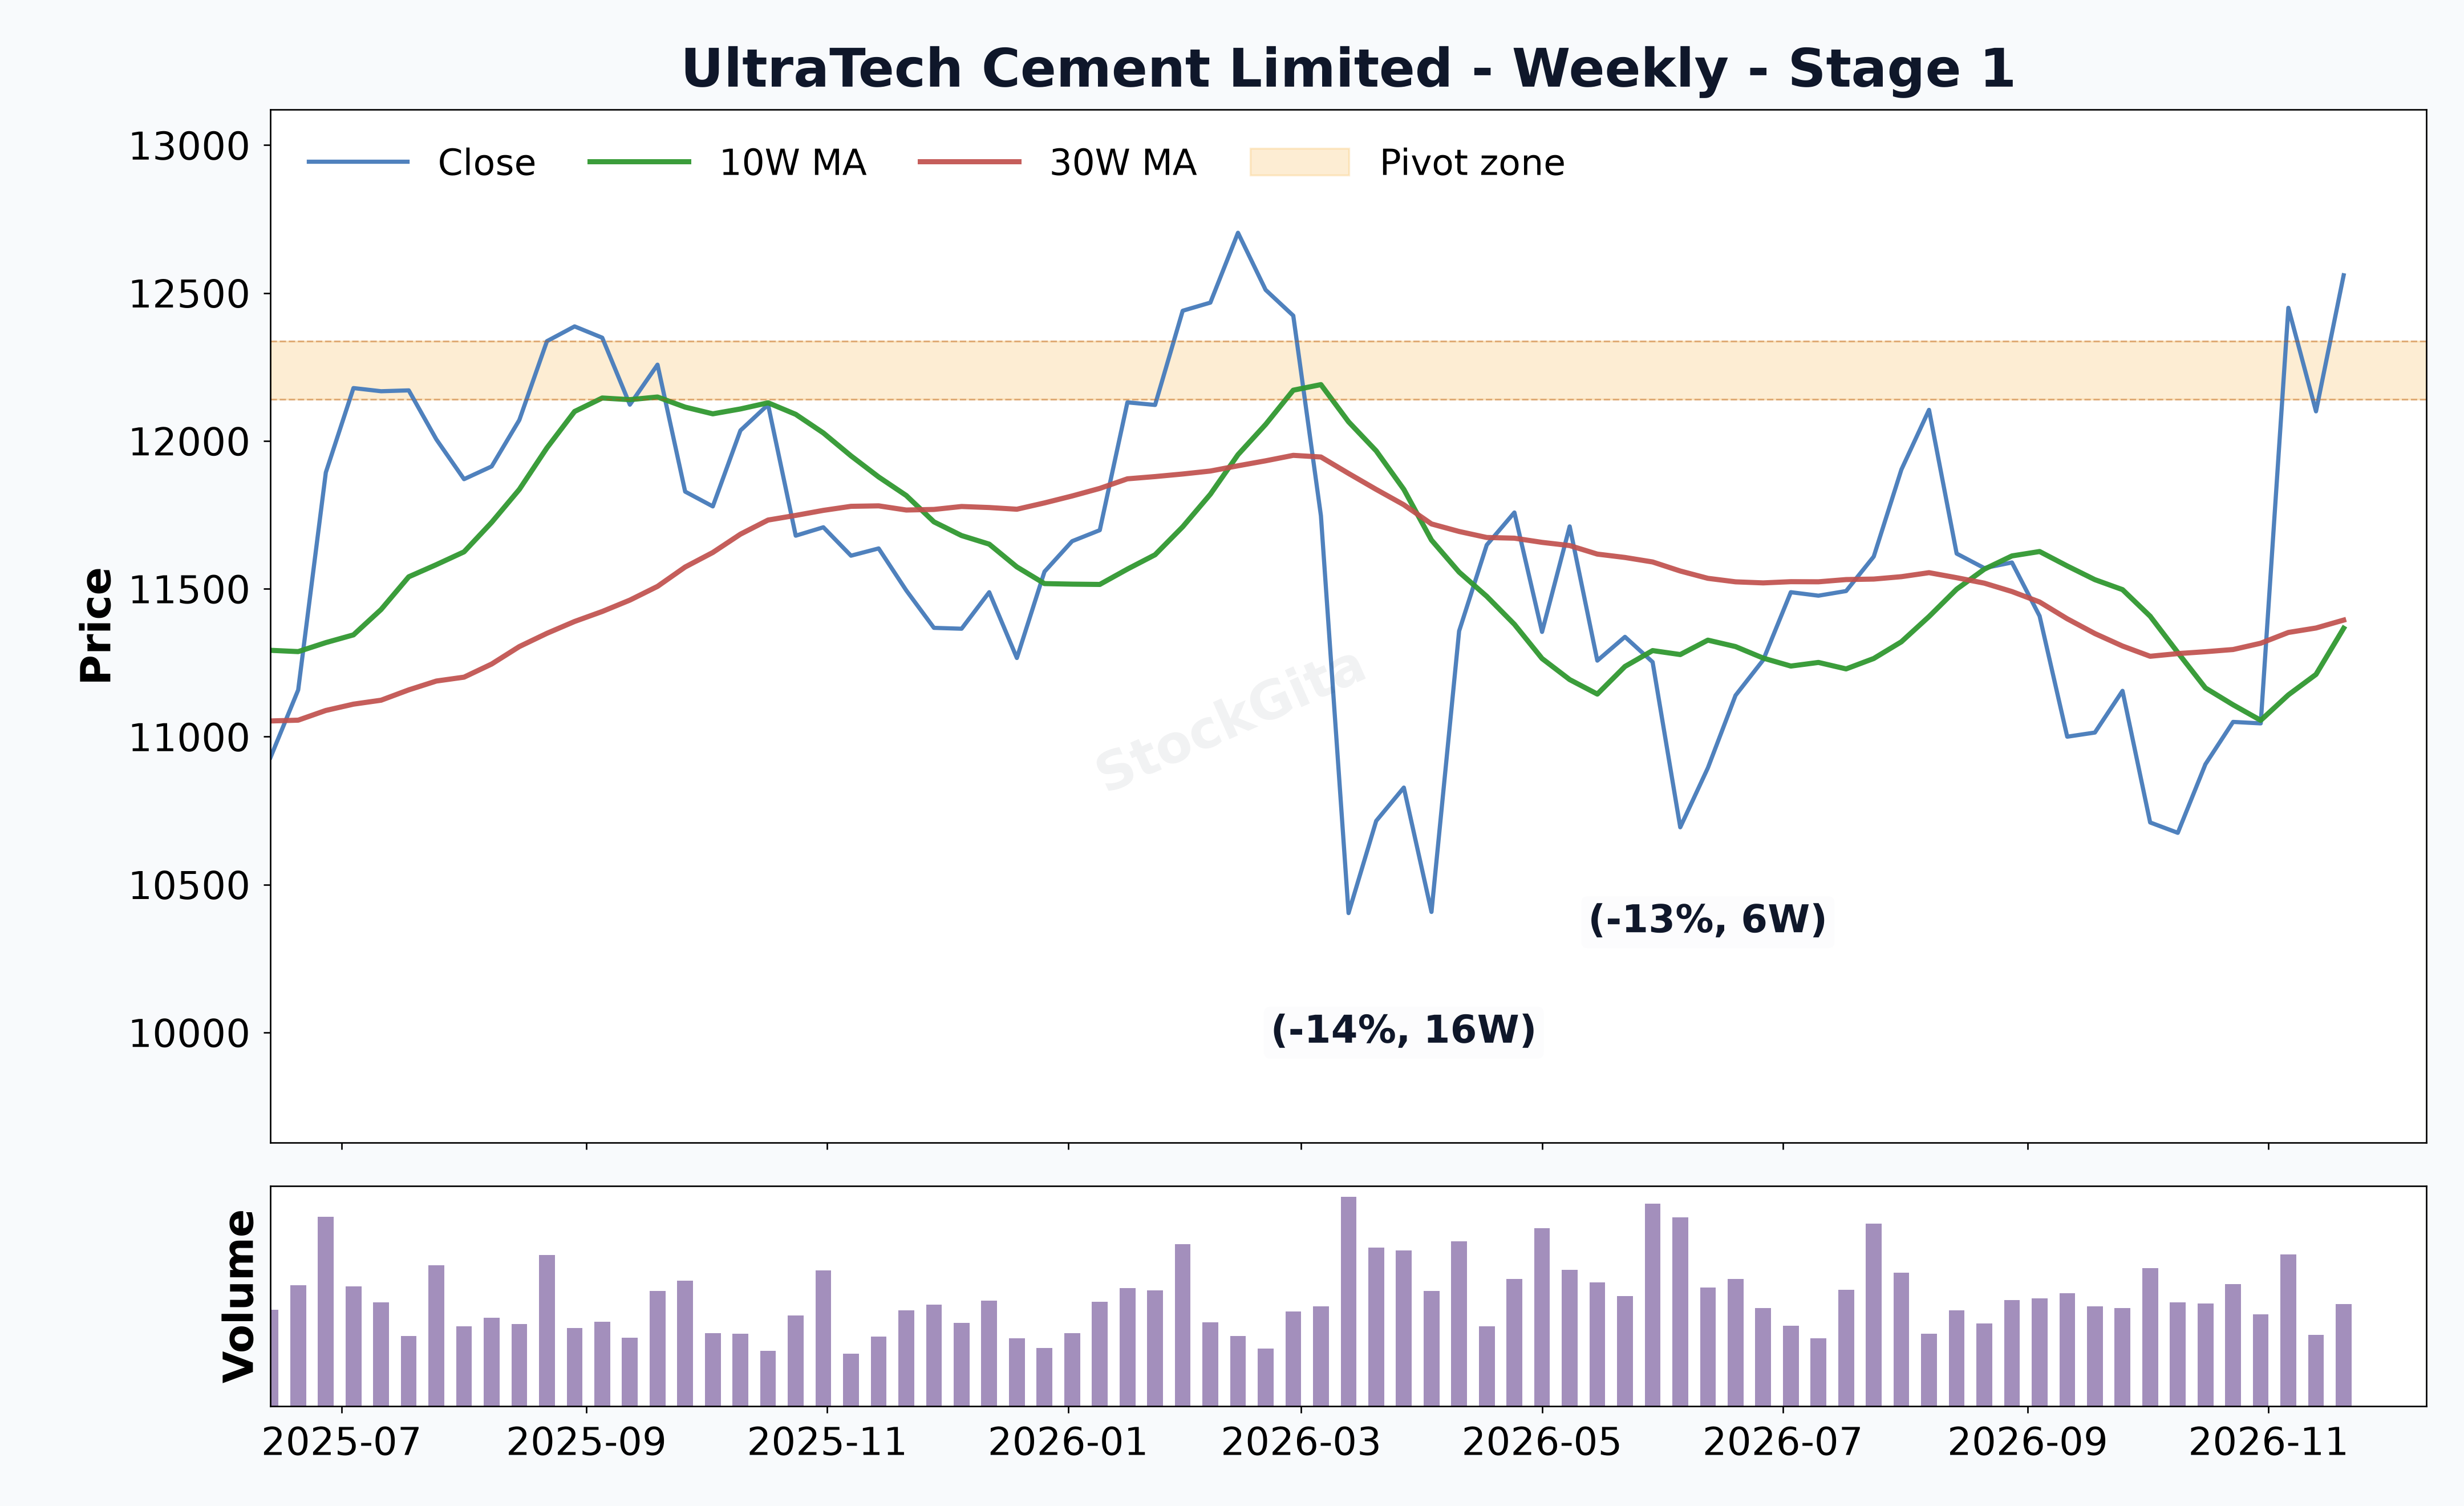 UltraTech Cement Limited - Weekly - Stage 1
Close 10W MA 30W MA Pivot zone
13000
12500
12000
11500
11000
10500
10000
Price
StockGita
(-13%, 6W)
(-14%, 16W)
Volume
2025-07 2025-09 2025-11 2026-01 2026-03 2026-05 2026-07 2026-09 2026-11